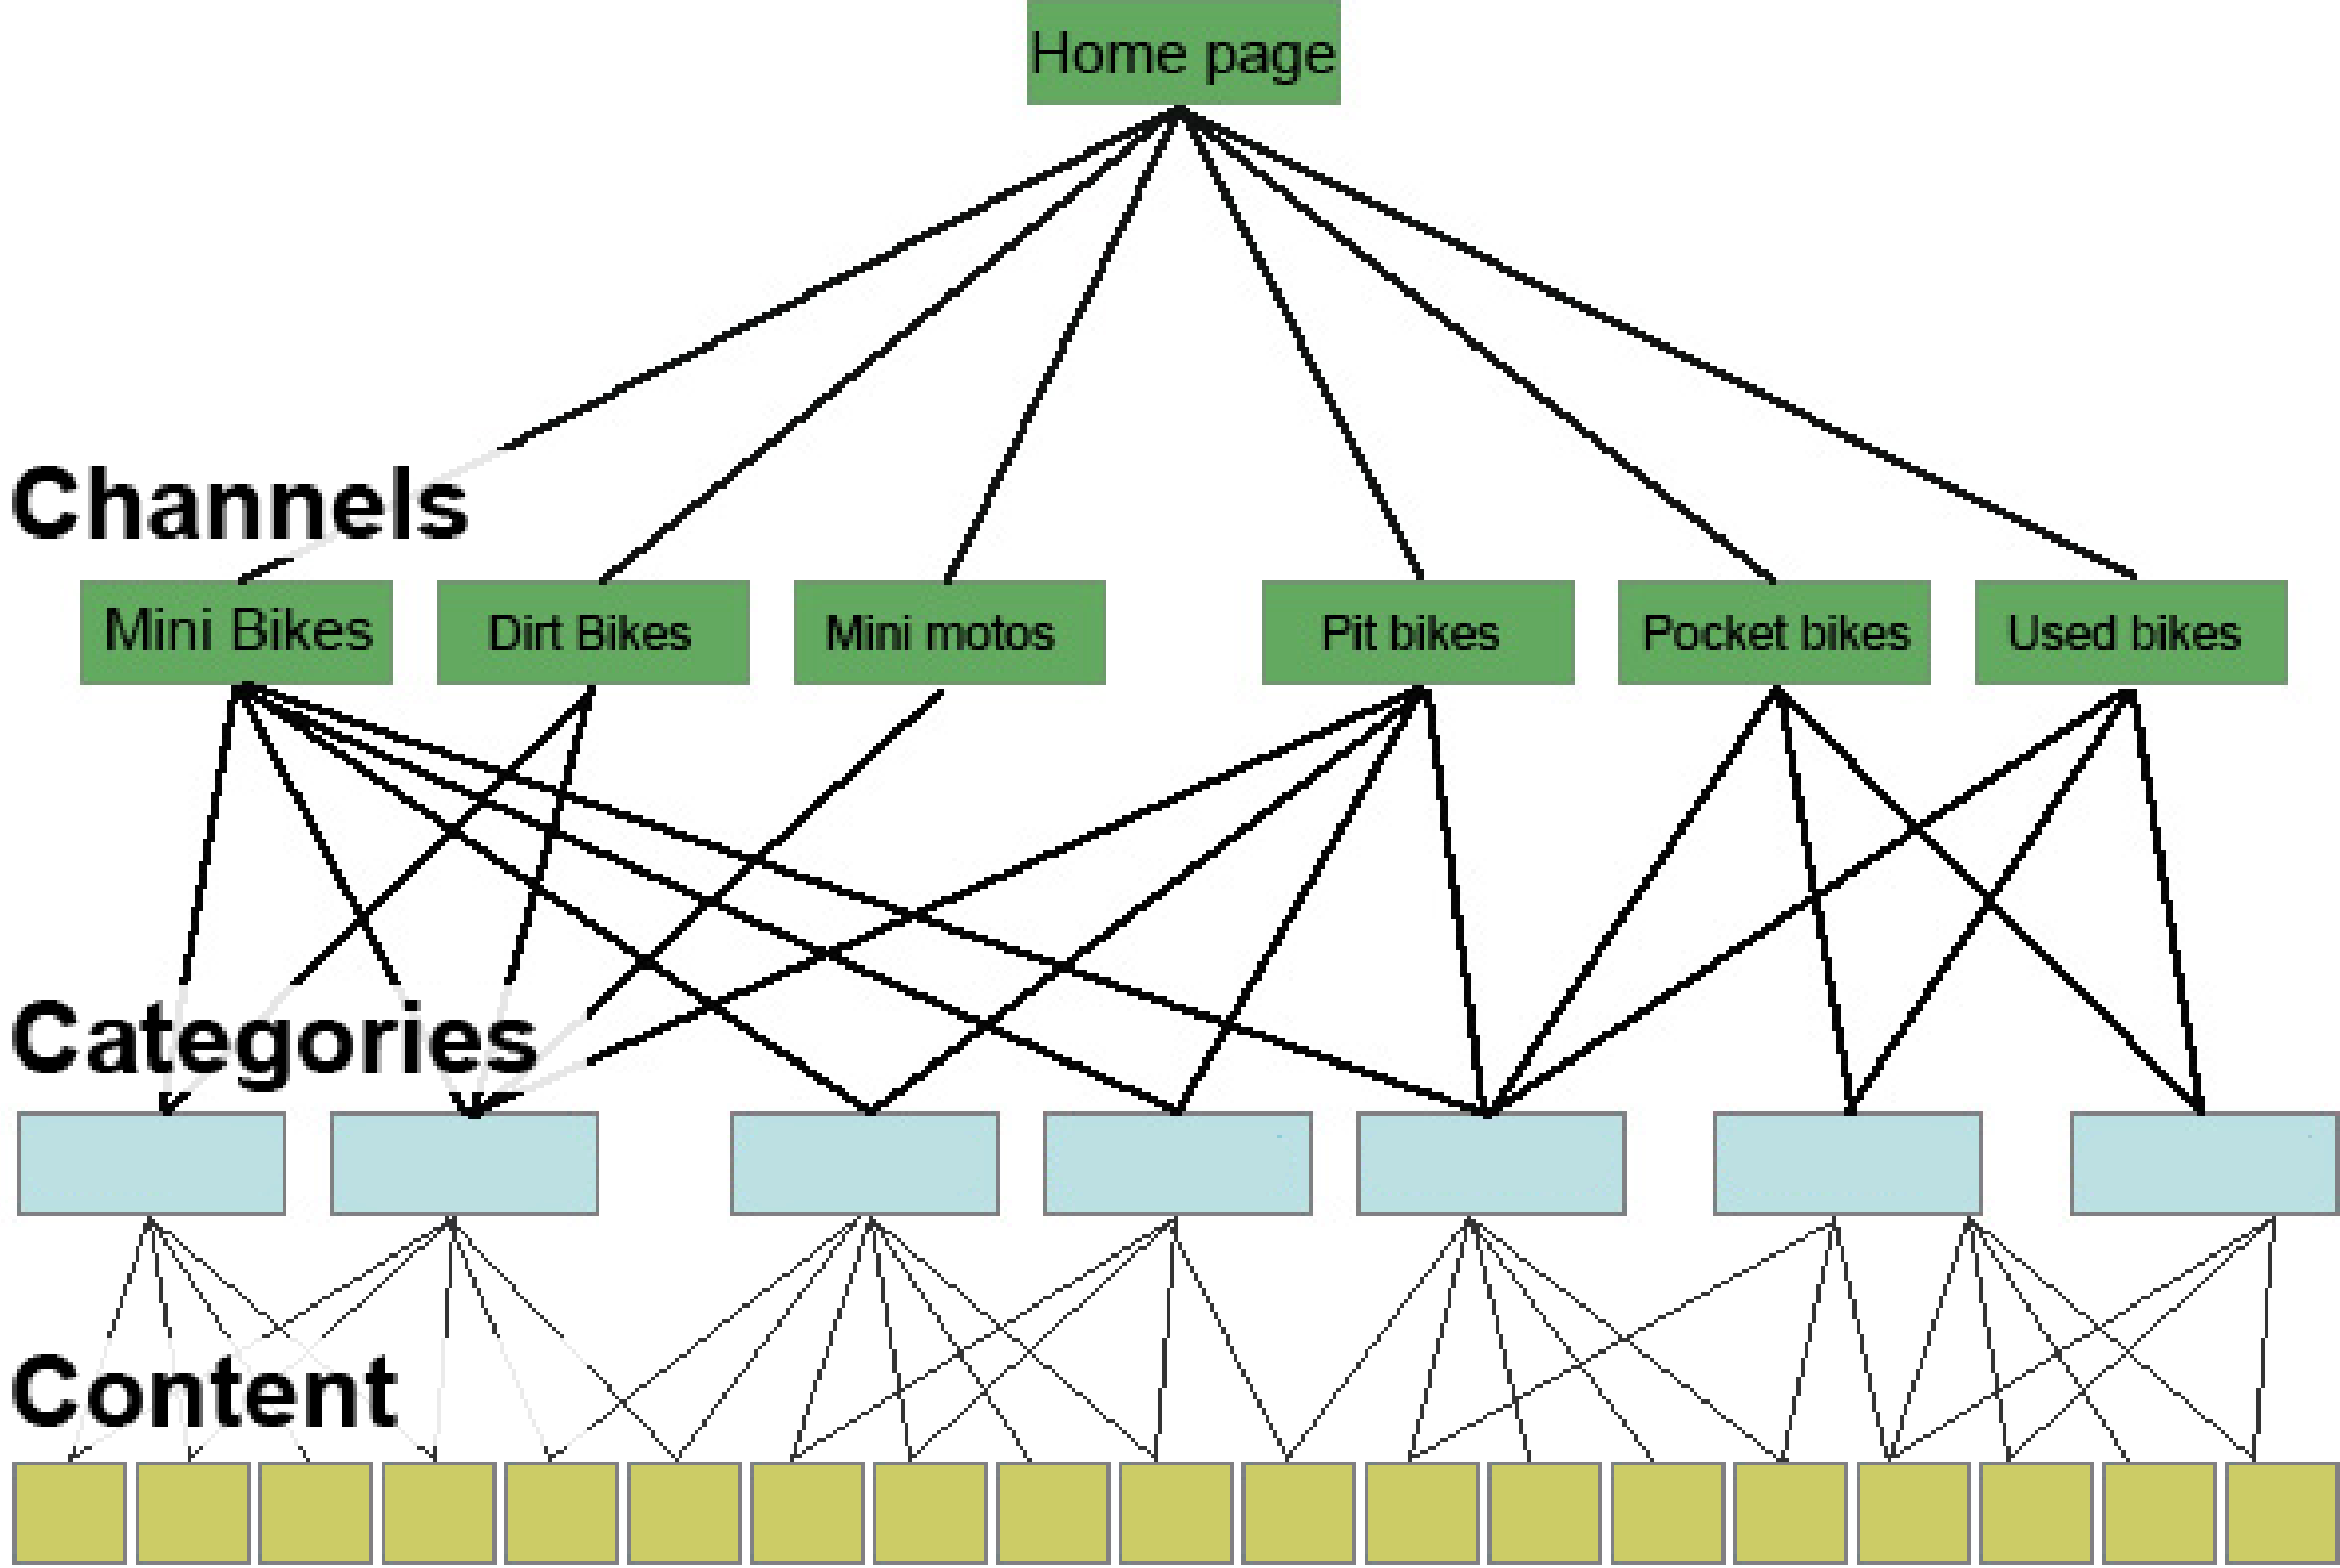 Home page
Channels
Mini Bikes
Dirt Bikes
Mini motos
Pit bikes
Pocket bikes
Used bikes
Categories
Content